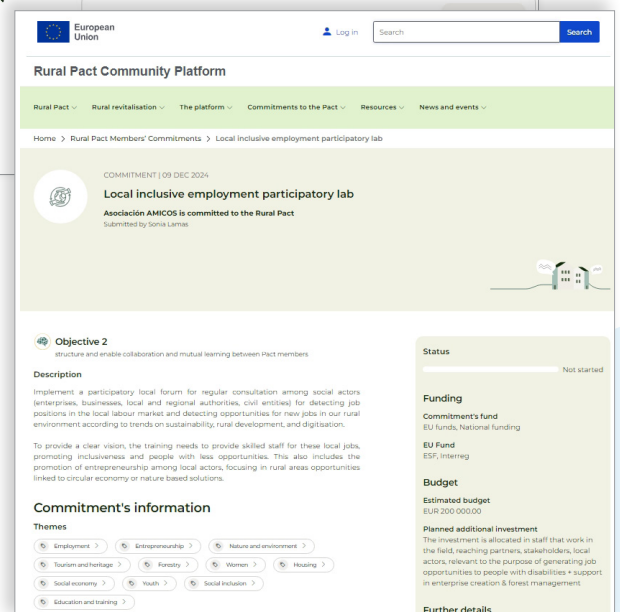 European
Union
Log in
Search
Search
Rural Pact Community Platform
Rural Pact Rural revitalisation The platform Commitments to the Pact Resources News and events
Home > Rural Pact Members' Commitments > Local inclusive employment participatory lab
COMMITMENT | 09 DEC 2024
Local inclusive employment participatory lab
Asociación AMICOS is committed to the Rural Pact
Submitted by Sonia Lamas
Objective 2
structure and enable collaboration and mutual learning between Pact members
Description
Implement a participatory local forum for regular consultation among social actors
(enterprises, businesses, local and regional authorities, civil entities) for detecting job
positions in the local labour market and detecting opportunities for new jobs in our rural
environment according to trends on sustainability, rural development, and digitisation.
To provide a clear vision, the training needs to provide skilled staff for these local jobs,
promoting inclusiveness and people with less opportunities. This also includes the
promotion of entrepreneurship among local actors, focusing in rural areas opportunities
linked to circular economy or nature based solutions.
Commitment's information
Themes
Employment >
Entrepreneurship >
Nature and environment >
Tourism and heritage >
Forestry >
Women >
Housing >
Social economy >
Youth >
Social inclusion >
Education and training >
Status
Not started
Funding
Commitment's fund
EU funds, National funding
EU Fund
ESF, Interreg
Budget
Estimated budget
EUR 200 000.00
Planned additional investment
The investment is allocated in staff that work in
the field, reaching partners, stakeholders, local
actors, relevant to the purpose of generating job
opportunities to people with disabilities + support
in enterprise creation & forest management
Further details